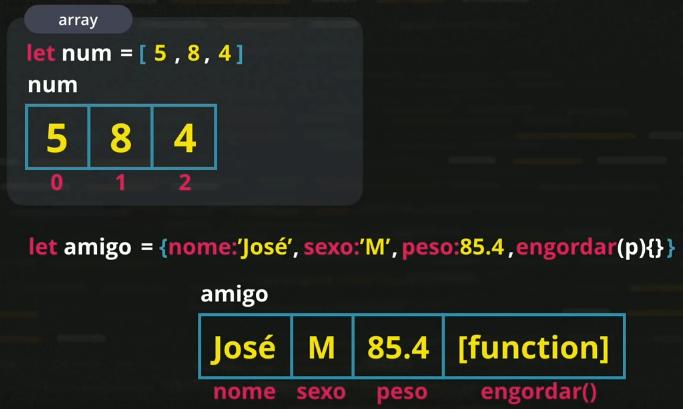 array
let num = [ 5 , 8 , 4 ]
num
5 8 4
0 1 2
let amigo = {nome:'José', sexo:'M', peso:85.4 ,engordar(p){}}
amigo
José M 85.4 [function]
nome sexo peso engordar()